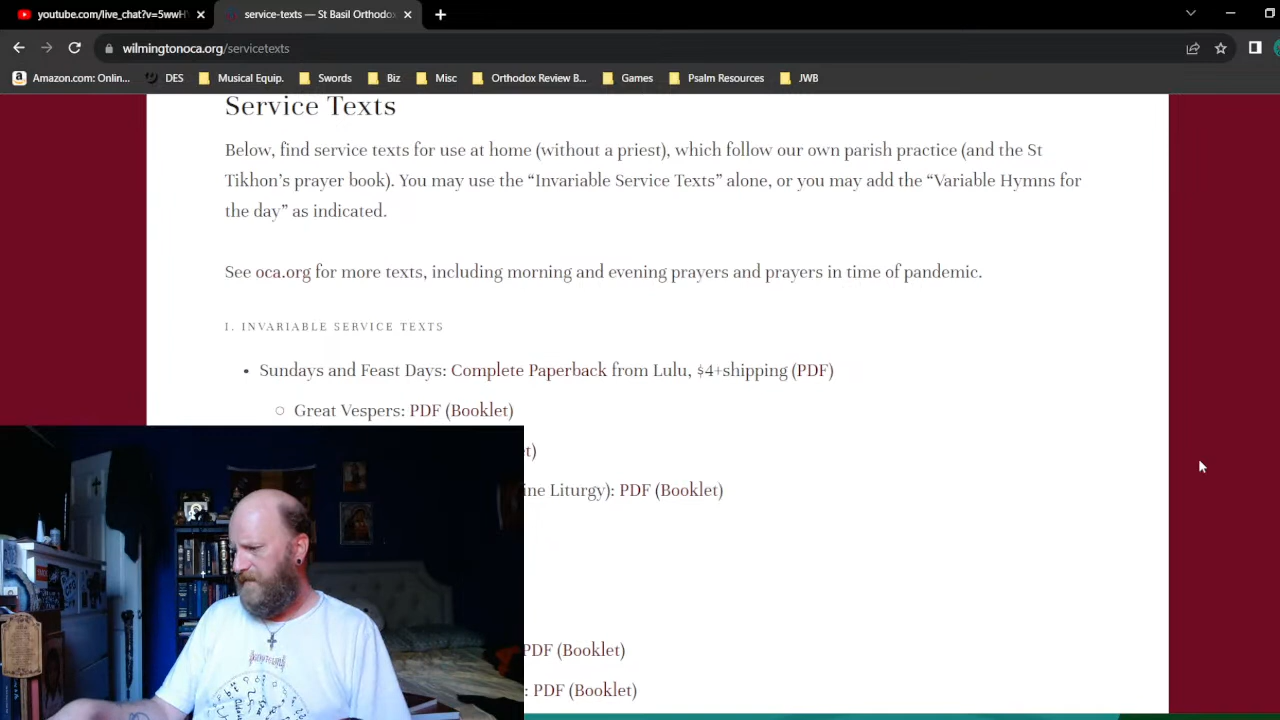 youtube.com/live_chat?v=5wwH
service-texts — St Basil Orthodox
wilmingtonoca.org/servicetexts
Amazon.com: Onlin...
DES
Musical Equip.
Swords
Biz
Misc
Orthodox Review B...
Games
Psalm Resources
JWB
Service Texts
Below, find service texts for use at home (without a priest), which follow our own parish practice (and the St
Tikhon’s prayer book). You may use the “Invariable Service Texts” alone, or you may add the “Variable Hymns for
the day” as indicated.
See oca.org for more texts, including morning and evening prayers and prayers in time of pandemic.
I. INVARIABLE SERVICE TEXTS
• Sundays and Feast Days: Complete Paperback from Lulu, $4+shipping (PDF)
○ Great Vespers: PDF (Booklet)
et)
ine Liturgy): PDF (Booklet)
PDF (Booklet)
: PDF (Booklet)